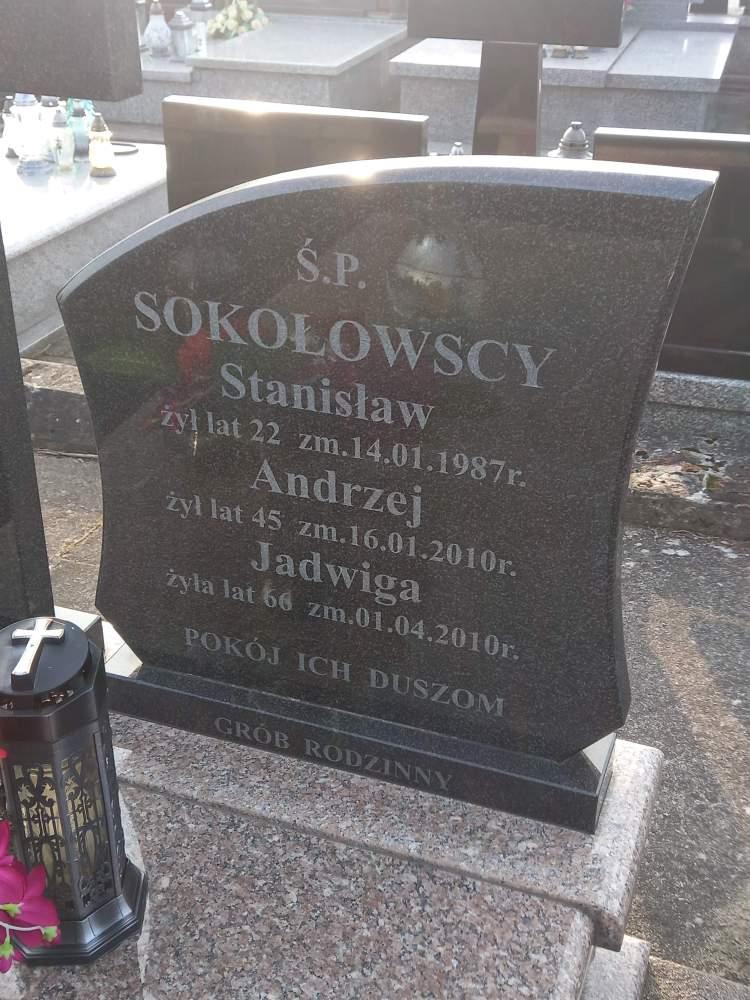 Ś.P.
SOKOŁOWSCY
Stanisław
żył lat 22 zm.14.01.1987r.
Andrzej
żył lat 45 zm.16.01.2010r.
Jadwiga
żyła lat 66 zm.01.04.2010r.
POKÓJ ICH DUSZOM
GRÓB RODZINNY